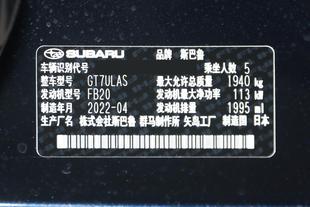 SUBARU 品牌 斯巴鲁
车辆识别代号 乘坐人数 5
整车型号 GT7ULAS 最大允许总质量 1940 kg
发动机型号 FB20 发动机最大净功率 113 kW
制造年月 2022-04 发动机排量 1995 ml
生产厂名 株式会社斯巴鲁 群马制作所 矢岛工厂 制造国 日本